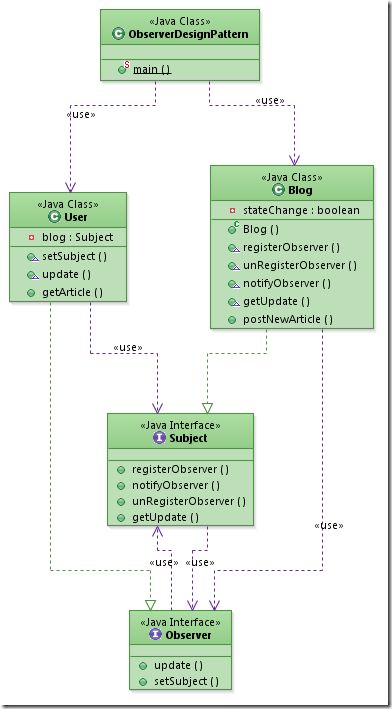 «Java Class»
C ObserverDesignPattern
S main ( )
«use»
«use»
«Java Class»
C User
blog : Subject
setSubject ( )
update ( )
getArticle ( )
«Java Class»
C Blog
stateChange : boolean
C Blog ( )
registerObserver ( )
unRegisterObserver ( )
notifyObserver ( )
getUpdate ( )
postNewArticle ( )
«use»
«Java Interface»
I Subject
registerObserver ( )
notifyObserver ( )
unRegisterObserver ( )
getUpdate ( )
«use»
«use»
«use»
«Java Interface»
I Observer
update ( )
setSubject ( )